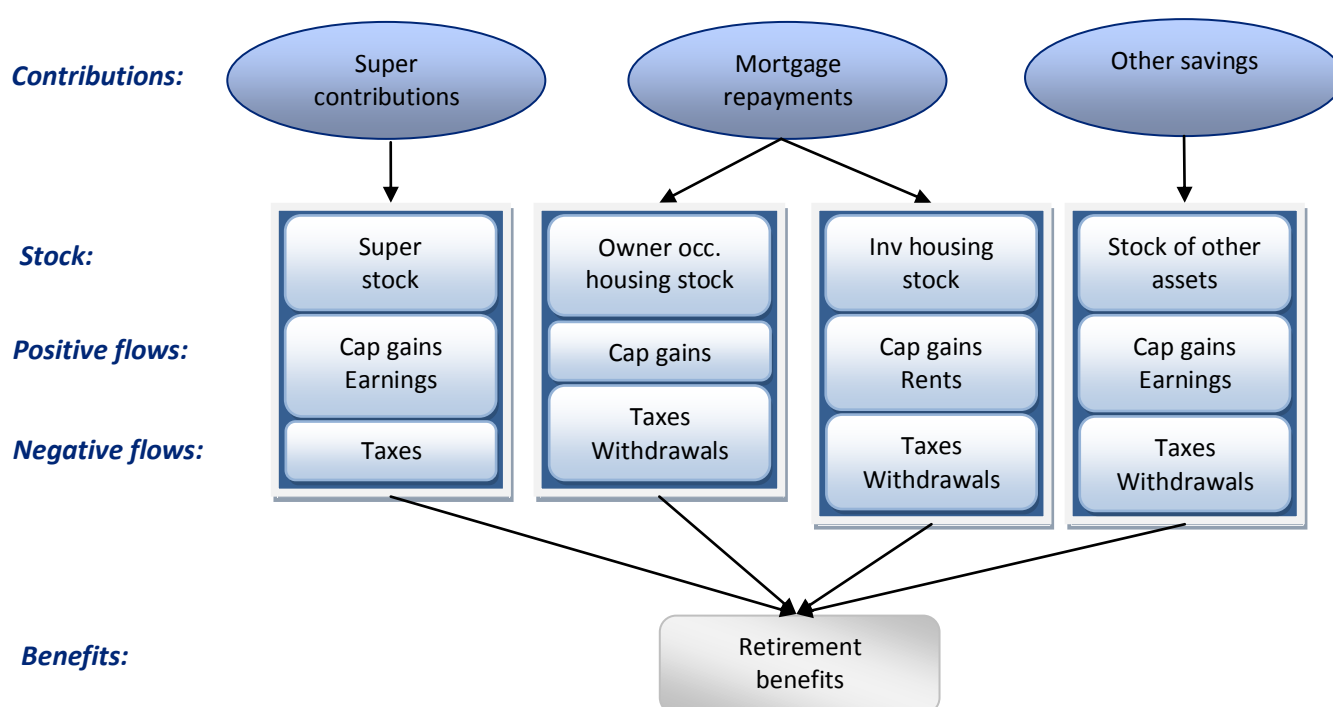 Contributions:
Super
contributions
Mortgage
repayments
Other savings
Stock:
Super
stock
Owner occ.
housing stock
Inv housing
stock
Stock of other
assets
Positive flows:
Cap gains
Earnings
Cap gains
Cap gains
Rents
Cap gains
Earnings
Negative flows:
Taxes
Taxes
Withdrawals
Taxes
Withdrawals
Taxes
Withdrawals
Benefits:
Retirement
benefits